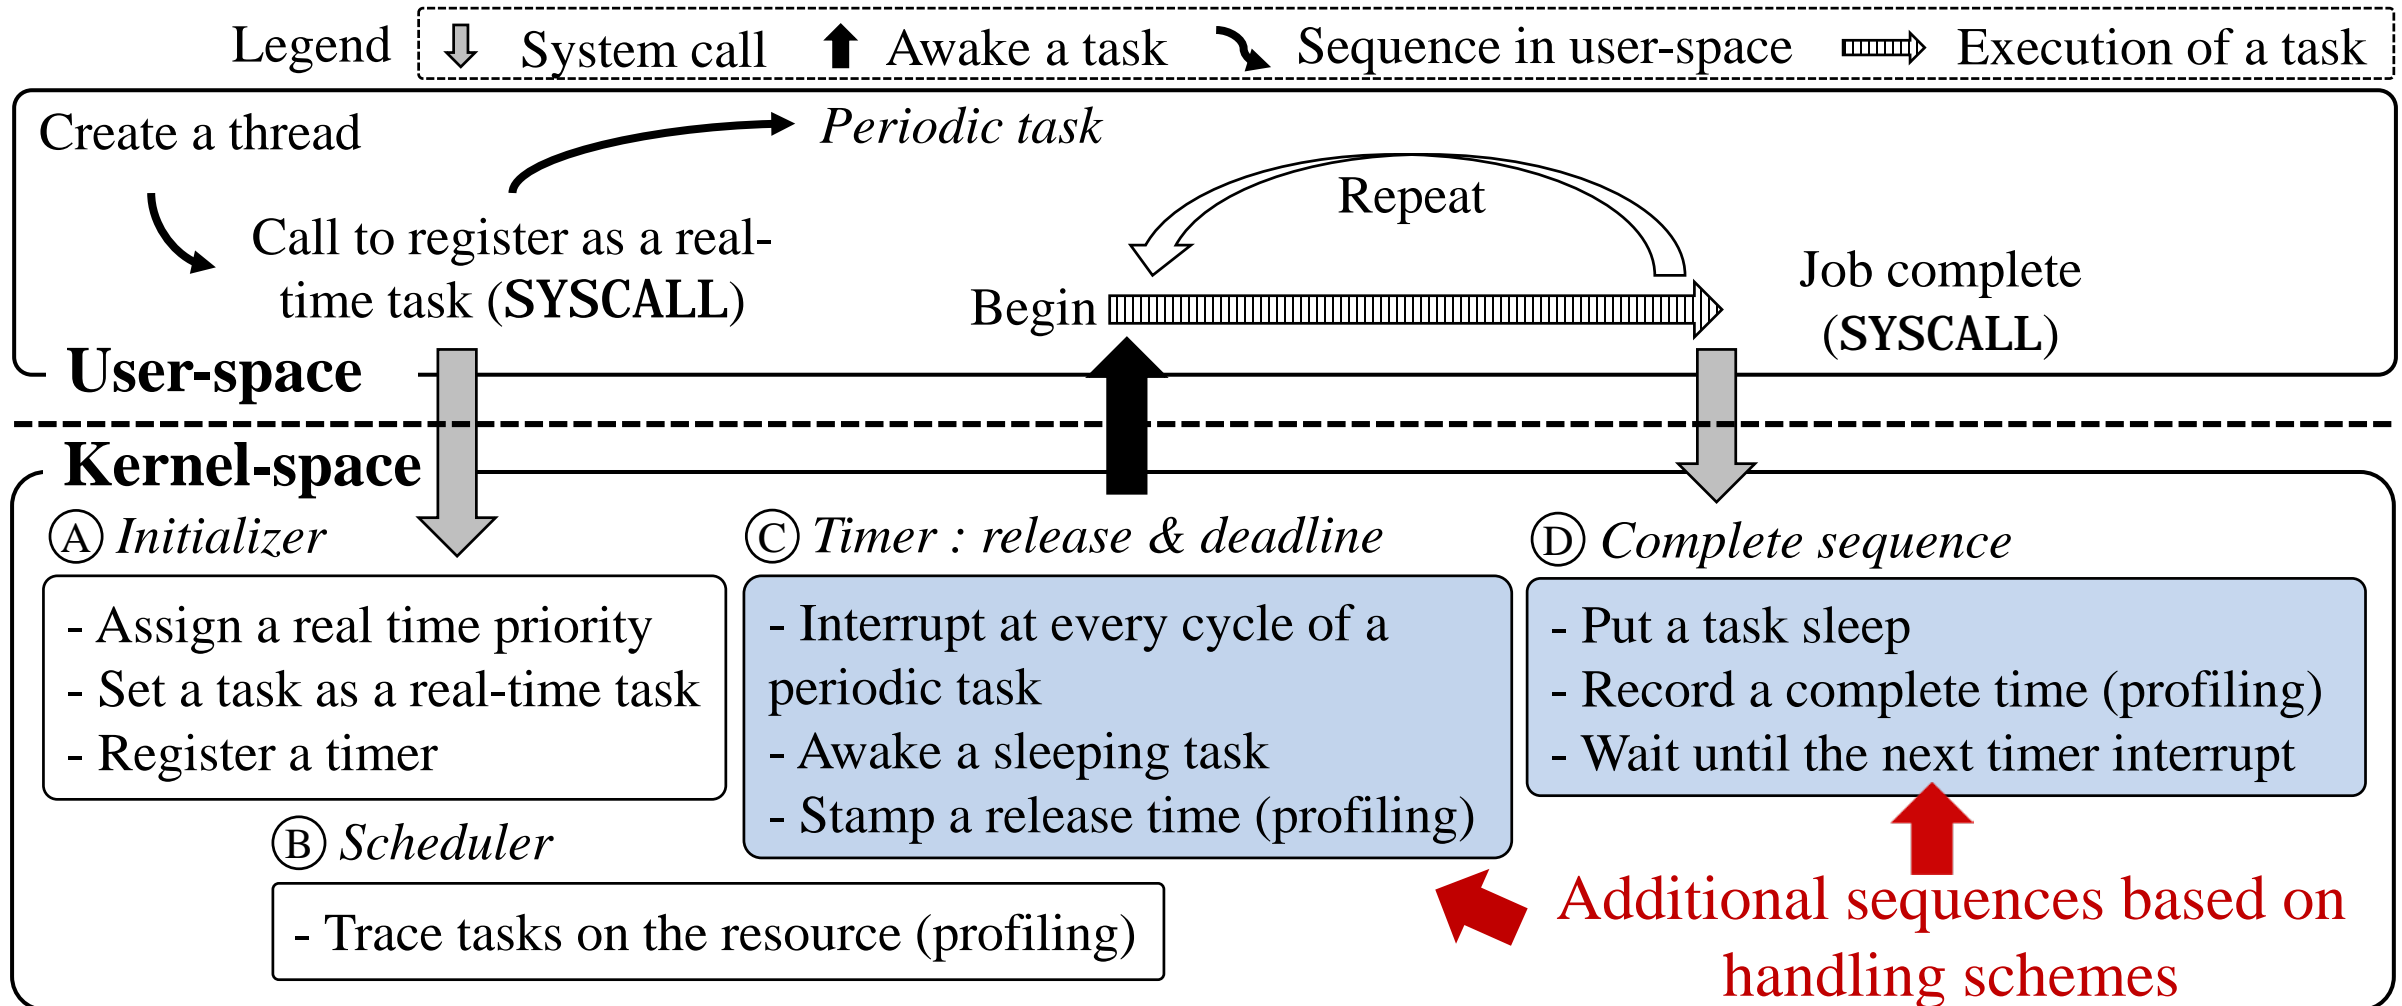 Legend
System call
Awake a task
Sequence in user-space
Execution of a task
Create a thread
Periodic task
Call to register as a real-
time task (SYSCALL)
Repeat
Begin
Job complete
(SYSCALL)
User-space
Kernel-space
A Initializer
- Assign a real time priority
- Set a task as a real-time task
- Register a timer
B Scheduler
- Trace tasks on the resource (profiling)
C Timer : release & deadline
- Interrupt at every cycle of a
periodic task
- Awake a sleeping task
- Stamp a release time (profiling)
D Complete sequence
- Put a task sleep
- Record a complete time (profiling)
- Wait until the next timer interrupt
Additional sequences based on
handling schemes